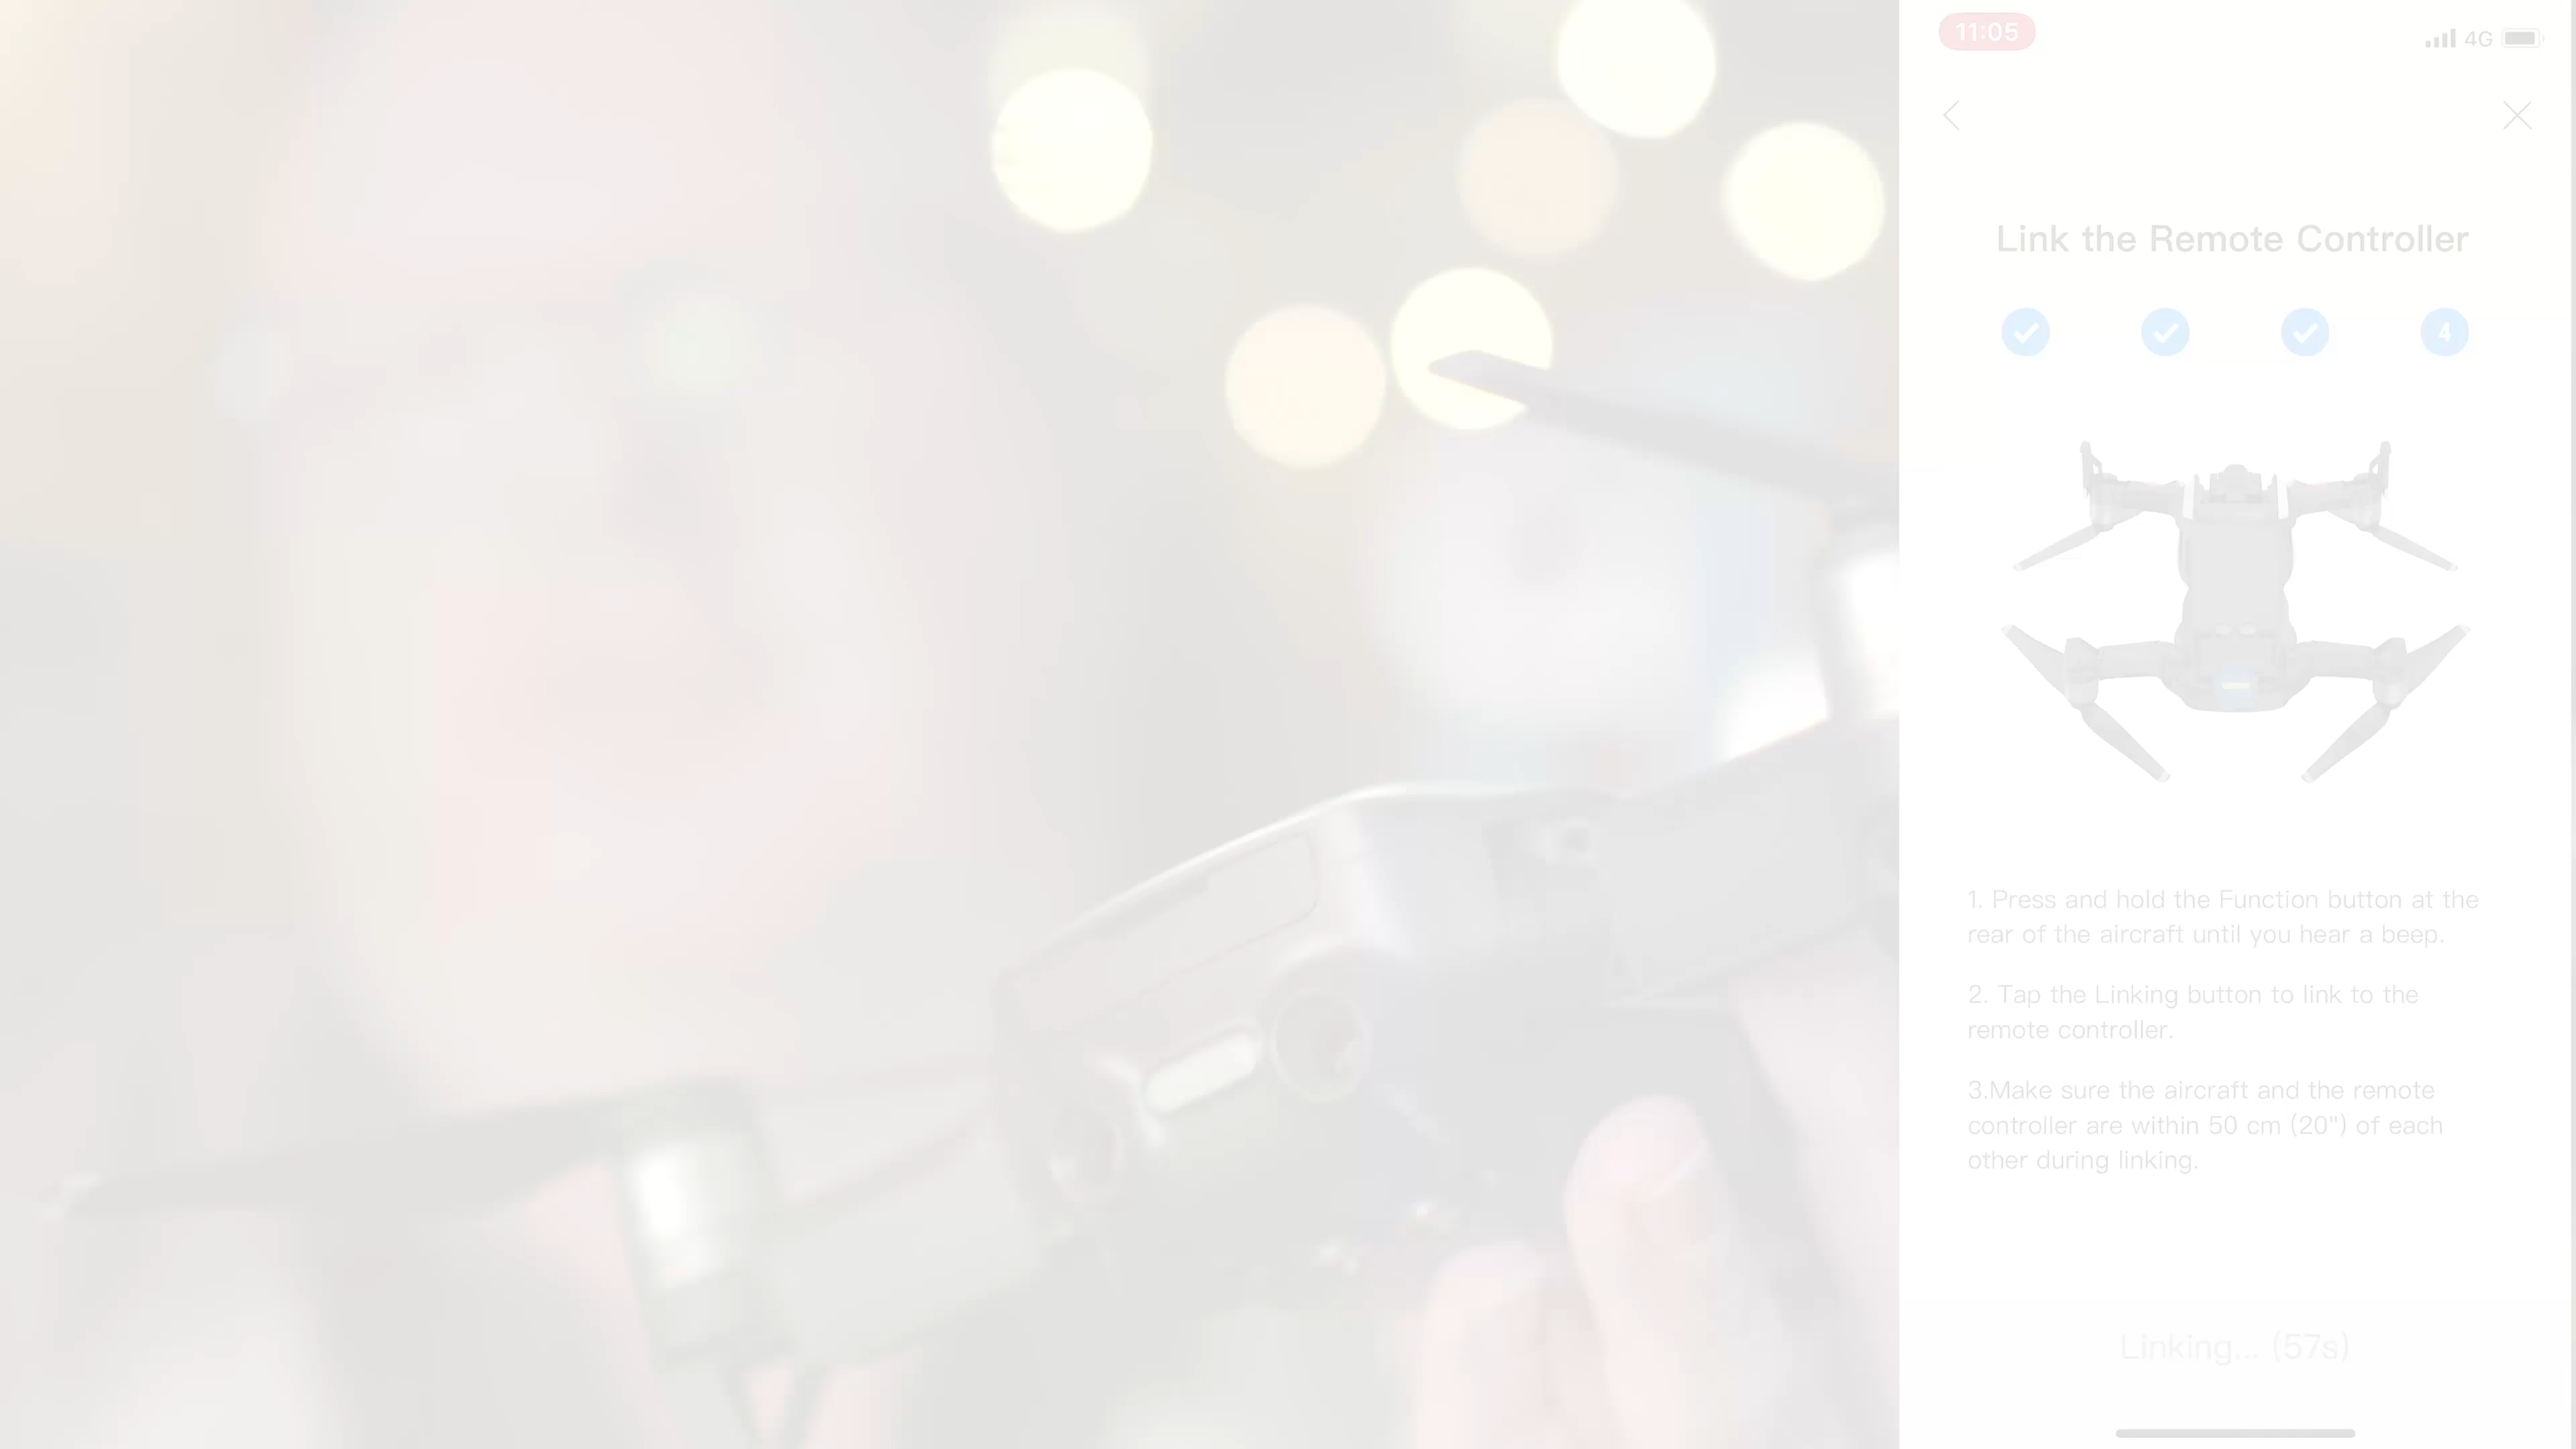 11:05
4G
Link the Remote Controller
4
1. Press and hold the Function button at the
rear of the aircraft until you hear a beep.
2. Tap the Linking button to link to the
remote controller.
3.Make sure the aircraft and the remote
controller are within 50 cm (20") of each
other during linking.
Linking... (57s)